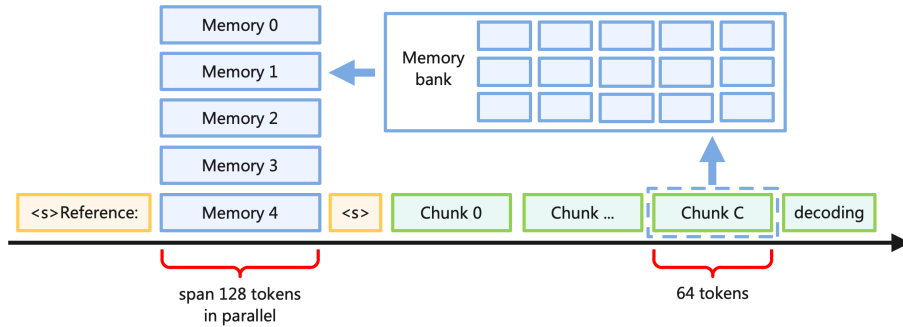 Memory 0
Memory 1
Memory 2
Memory 3
Memory
bank
<s>Reference:
Memory 4
<s>
Chunk 0
Chunk ...
Chunk C
decoding
span 128 tokens
in parallel
64 tokens